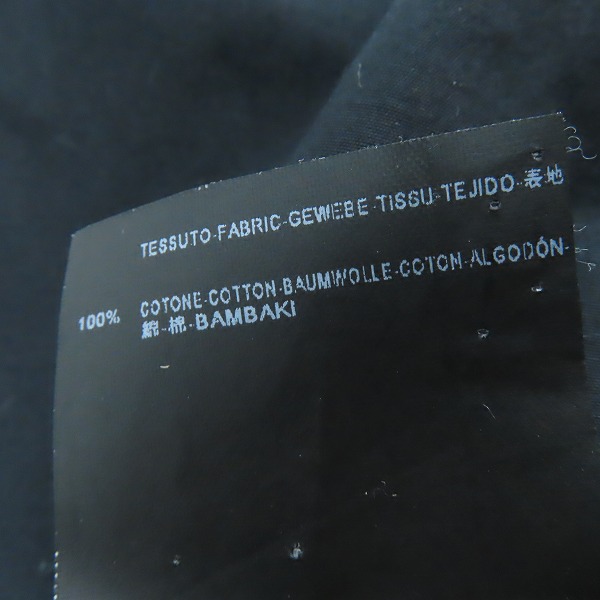 TESSUTO-FABRIC-GEWEBE-TISSU-TEJIDO-表地
100% COTONE-COTTON-BAUMWOLLE-COTON-ALGODÓN-
綿-棉-BAMBAKI